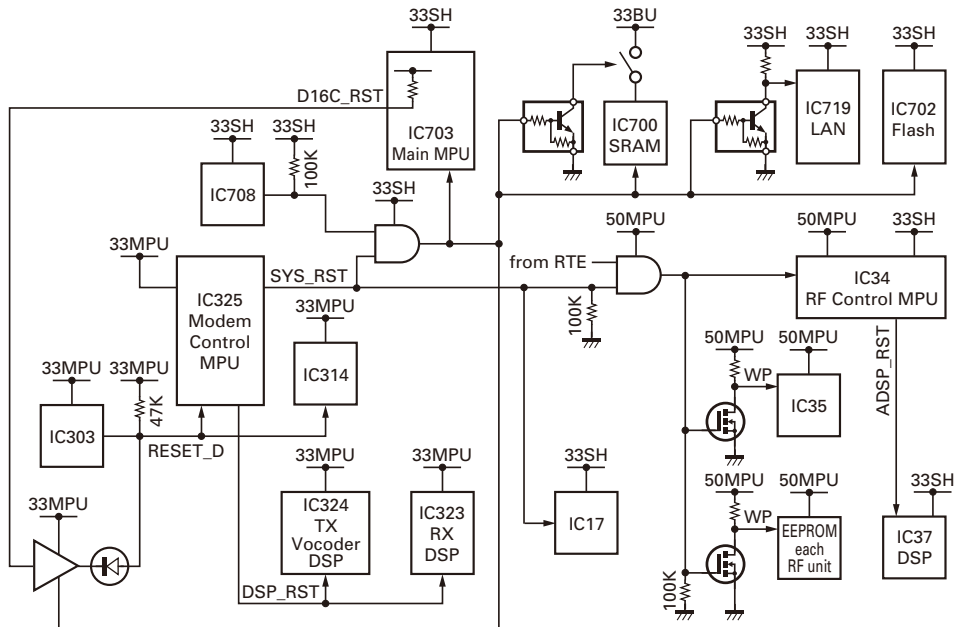 33SH
33BU
33SH
33SH
33SH
D16C_RST
IC703
Main MPU
IC700
SRAM
IC719
LAN
IC702
Flash
33SH
33SH
100K
IC708
33SH
50MPU
50MPU
33SH
33MPU
SYS_RST
from RTE
IC325
Modem
Control
MPU
IC34
RF Control MPU
100K
33MPU
IC314
33MPU
33MPU
47K
IC303
RESET_D
50MPU
50MPU
WP
IC35
ADSP_RST
33MPU
33MPU
33SH
IC324
TX
Vocoder
DSP
IC323
RX
DSP
IC17
50MPU
50MPU
33SH
WP
EEPROM
each
RF unit
IC37
DSP
33MPU
DSP_RST
100K